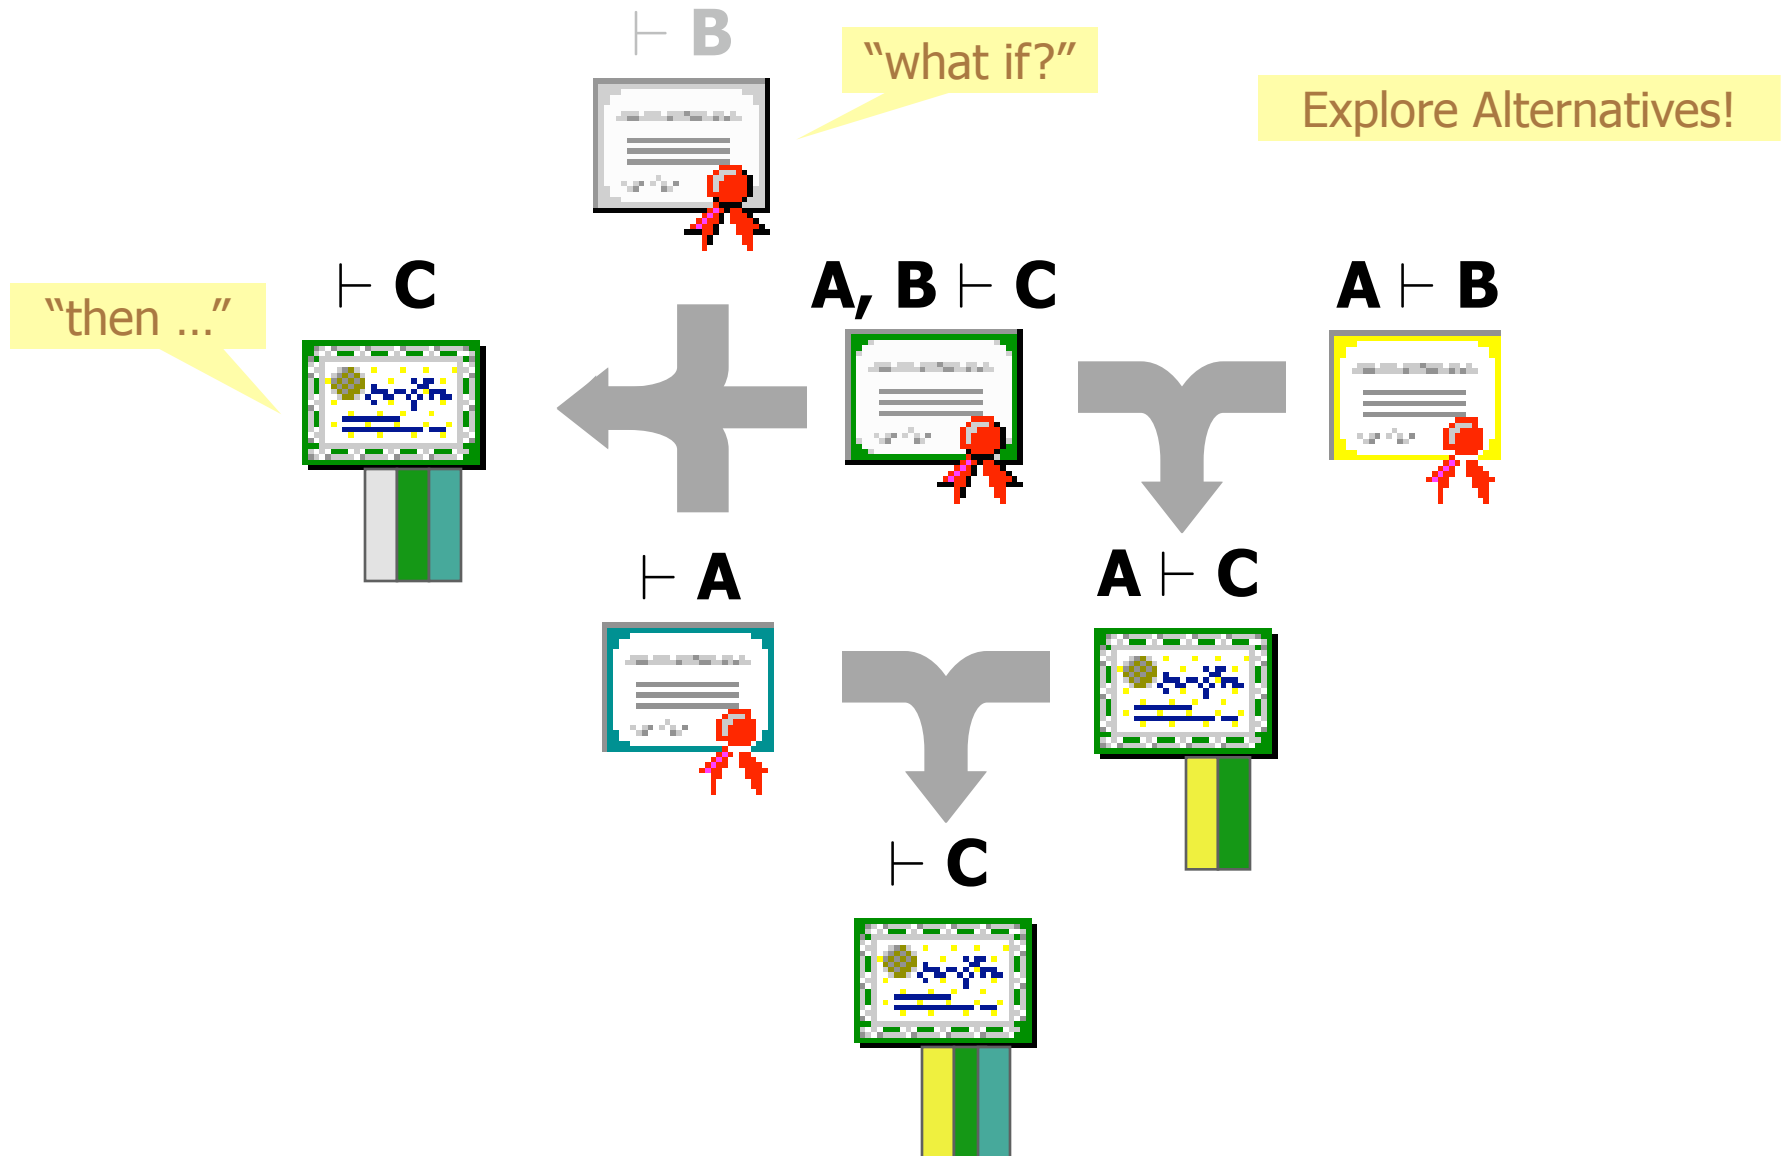 ⊢ B
“what if?”
Explore Alternatives!
“then ...”
⊢ C
A, B ⊢ C
A ⊢ B
⊢ A
A ⊢ C
⊢ C